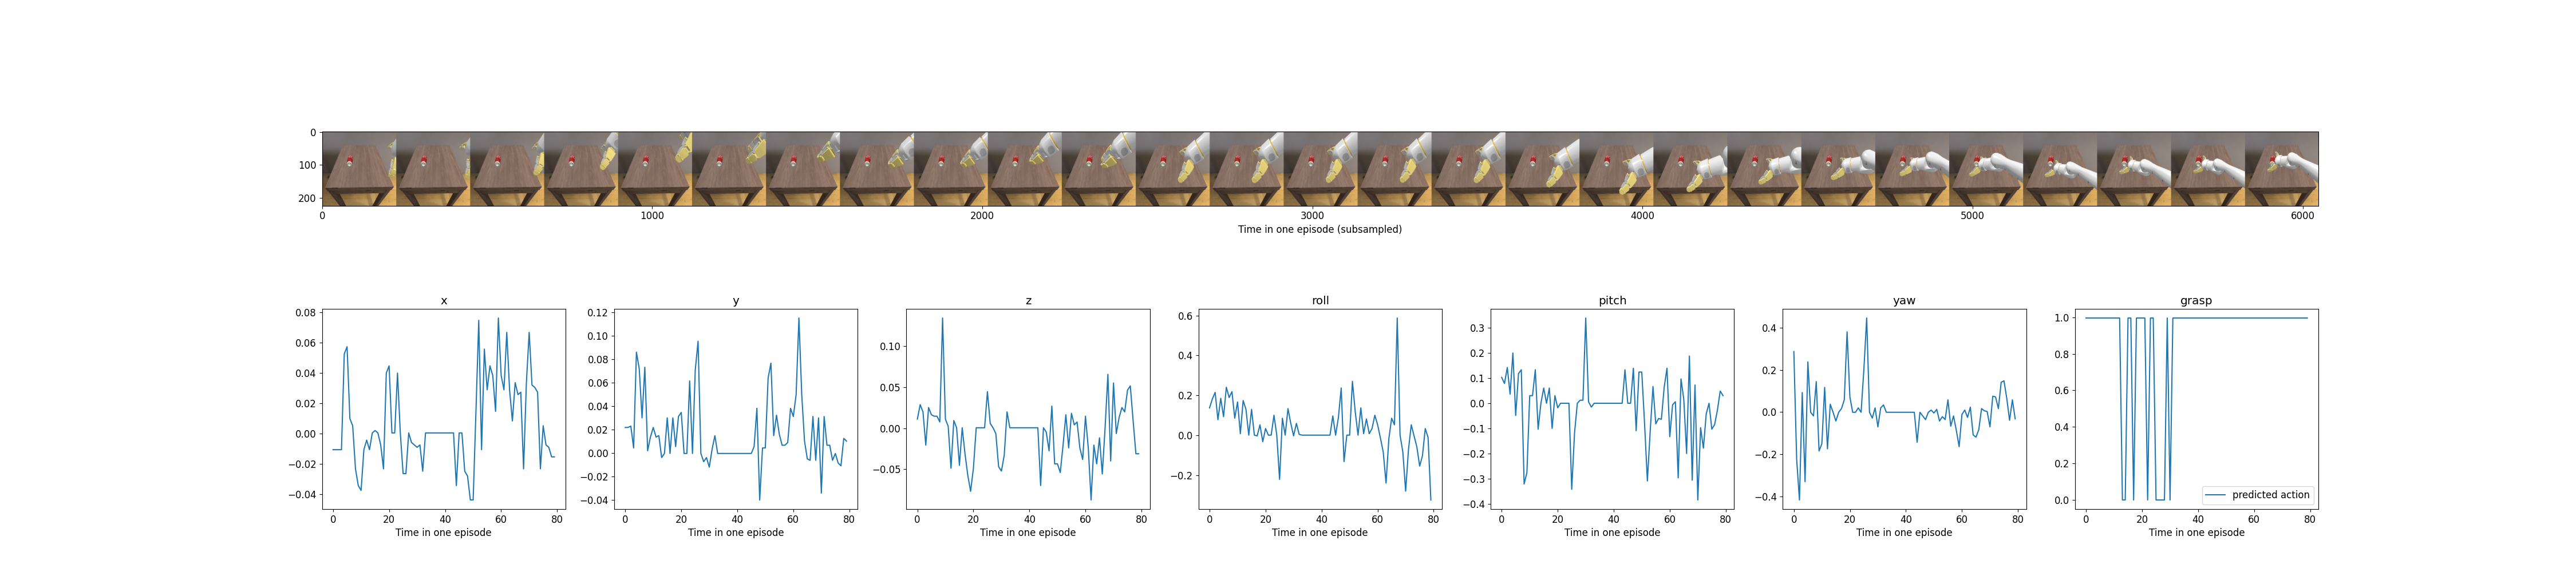 0
100
200
0 1000 2000 3000 4000 5000 6000
Time in one episode (subsampled)
x
0.08
0.06
0.04
0.02
0.00
−0.02
−0.04
0 20 40 60 80
Time in one episode
y
0.12
0.10
0.08
0.06
0.04
0.02
0.00
−0.02
−0.04
0 20 40 60 80
Time in one episode
z
0.10
0.05
0.00
−0.05
0 20 40 60 80
Time in one episode
roll
0.6
0.4
0.2
0.0
−0.2
0 20 40 60 80
Time in one episode
pitch
0.3
0.2
0.1
0.0
−0.1
−0.2
−0.3
−0.4
0 20 40 60 80
Time in one episode
yaw
0.4
0.2
0.0
−0.2
−0.4
0 20 40 60 80
Time in one episode
grasp
1.0
0.8
0.6
0.4
0.2
0.0
predicted action
0 20 40 60 80
Time in one episode